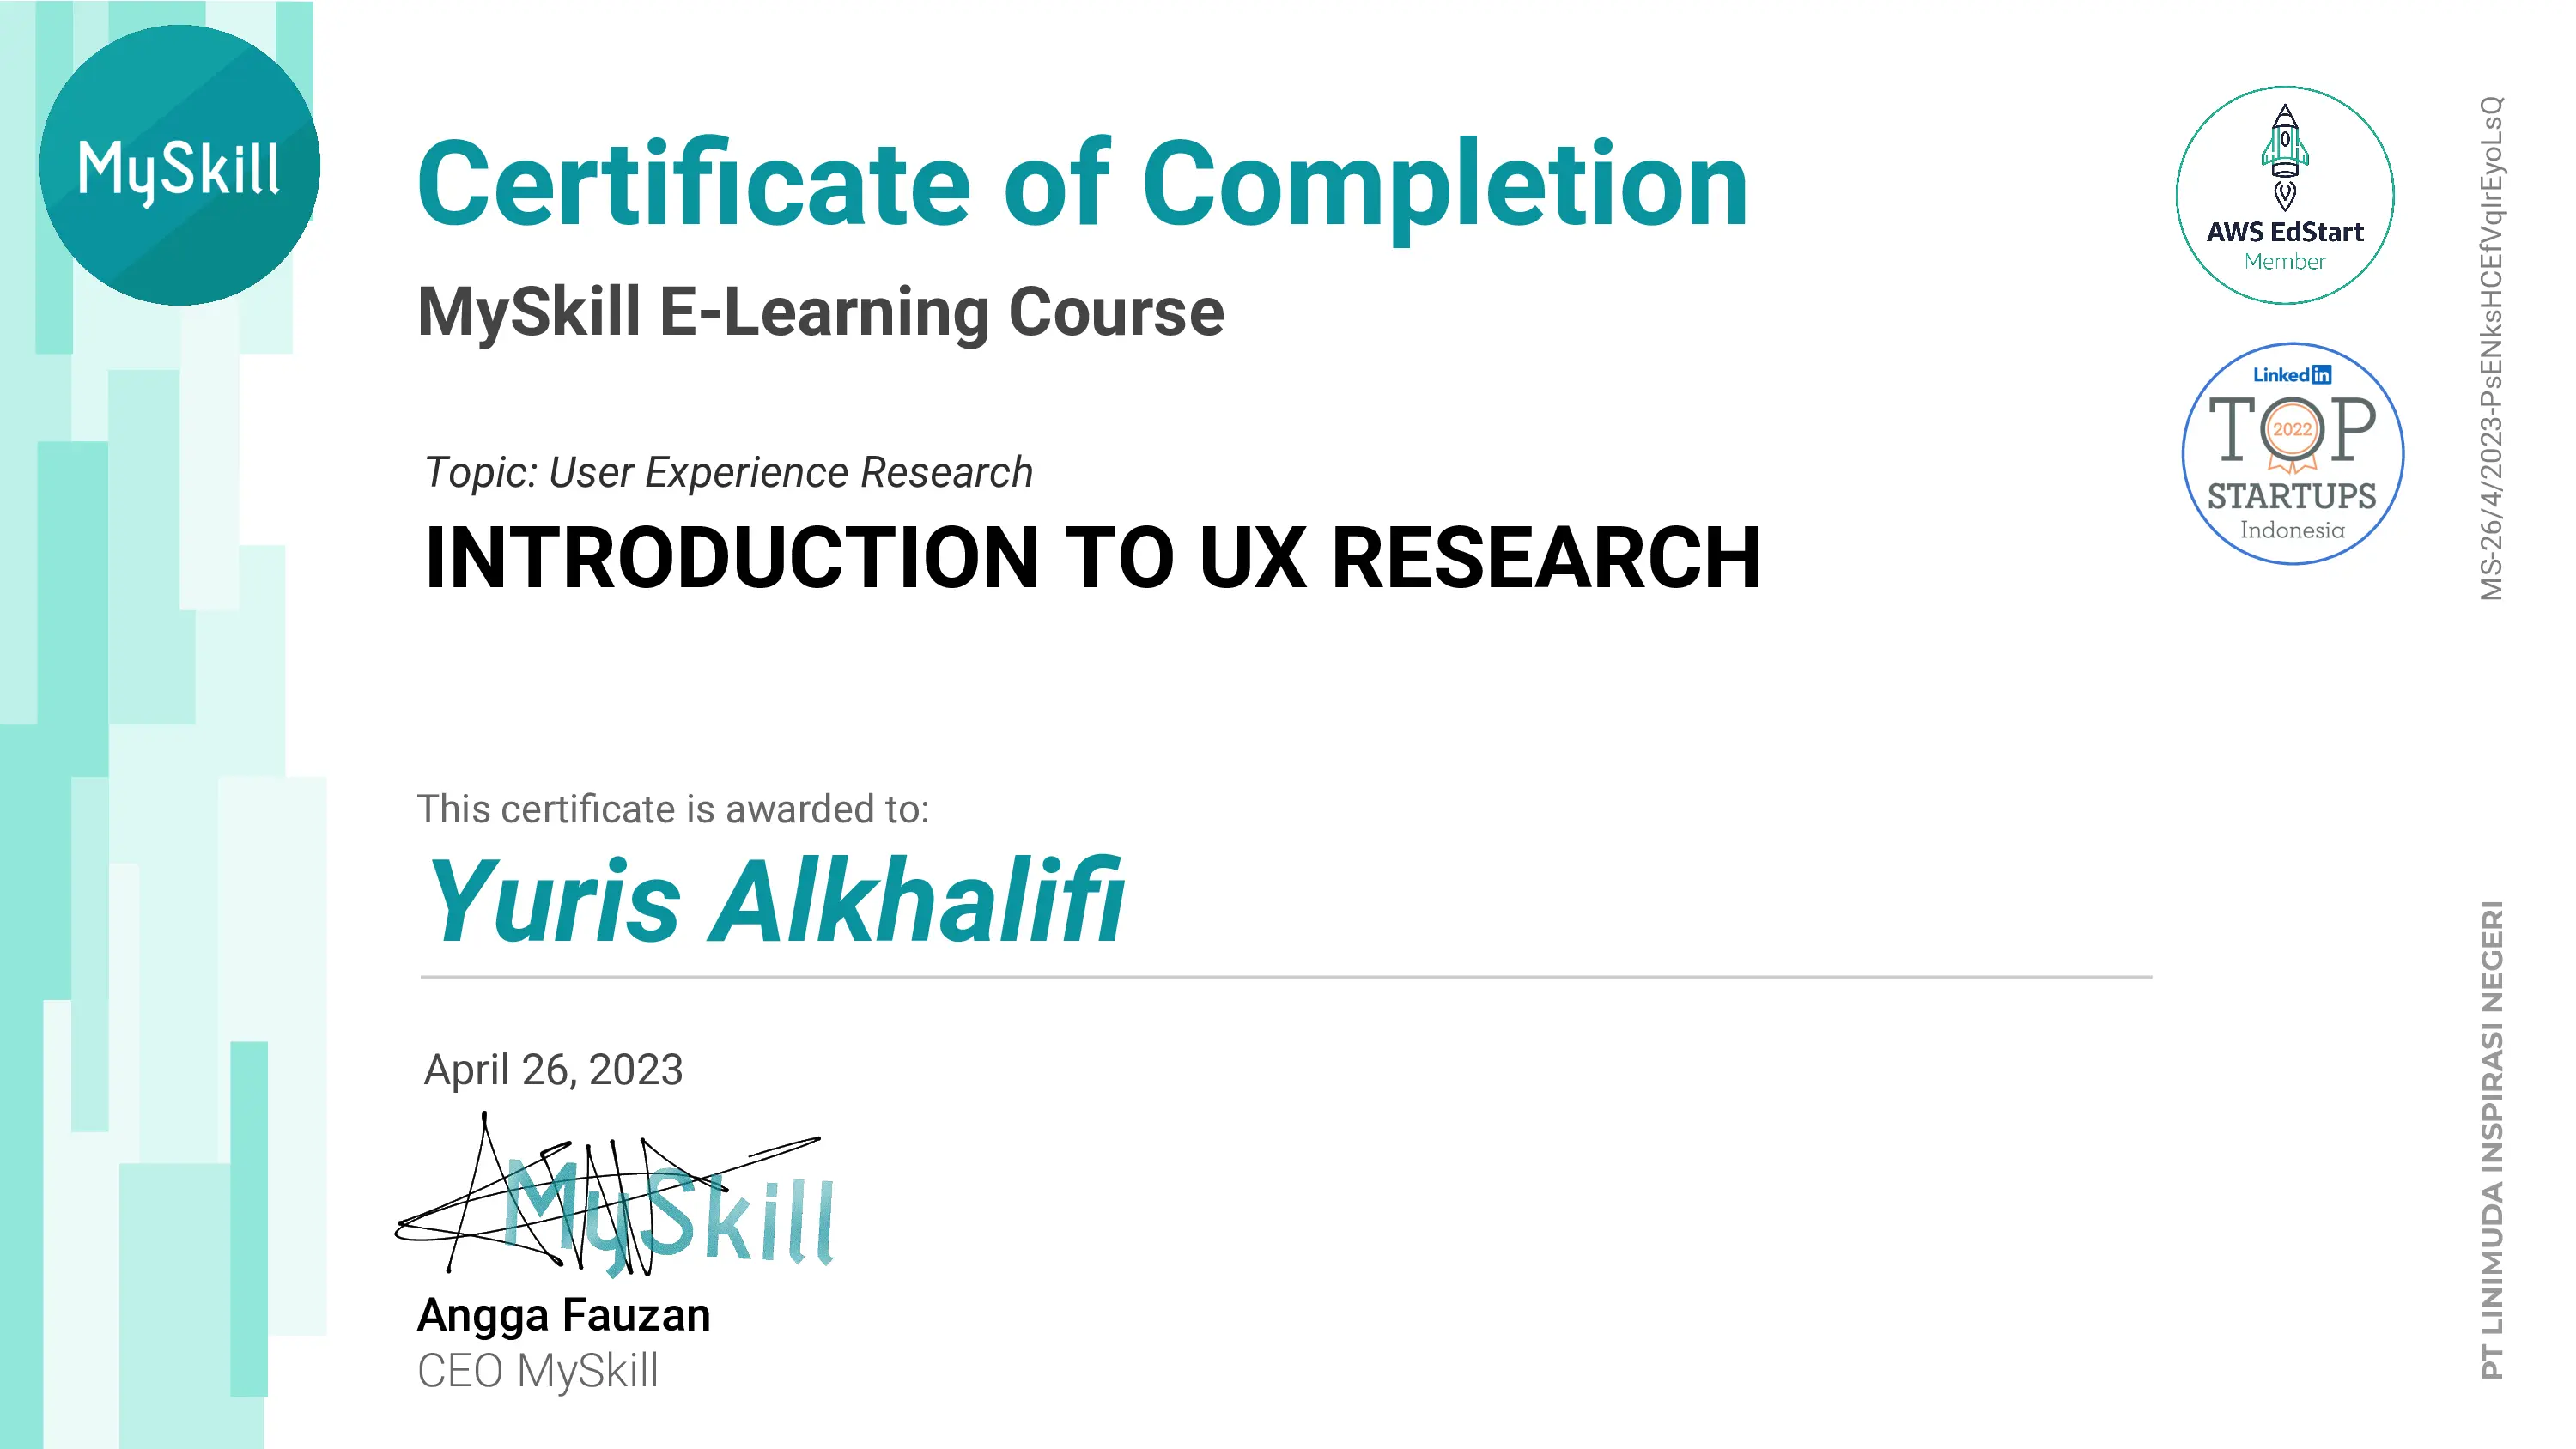 MySkill
Certificate of Completion
MySkill E-Learning Course
Topic: User Experience Research
INTRODUCTION TO UX RESEARCH
This certificate is awarded to:
Yuris Alkhalifi
April 26, 2023
MySkill
Angga Fauzan
CEO MySkill
AWS EdStart
Member
Linked in
TOP
2022
STARTUPS
Indonesia
MS-26/4/2023-PsENksHCEfVqIrEyoLsQ
PT LINIMUDA INSPIRASI NEGERI